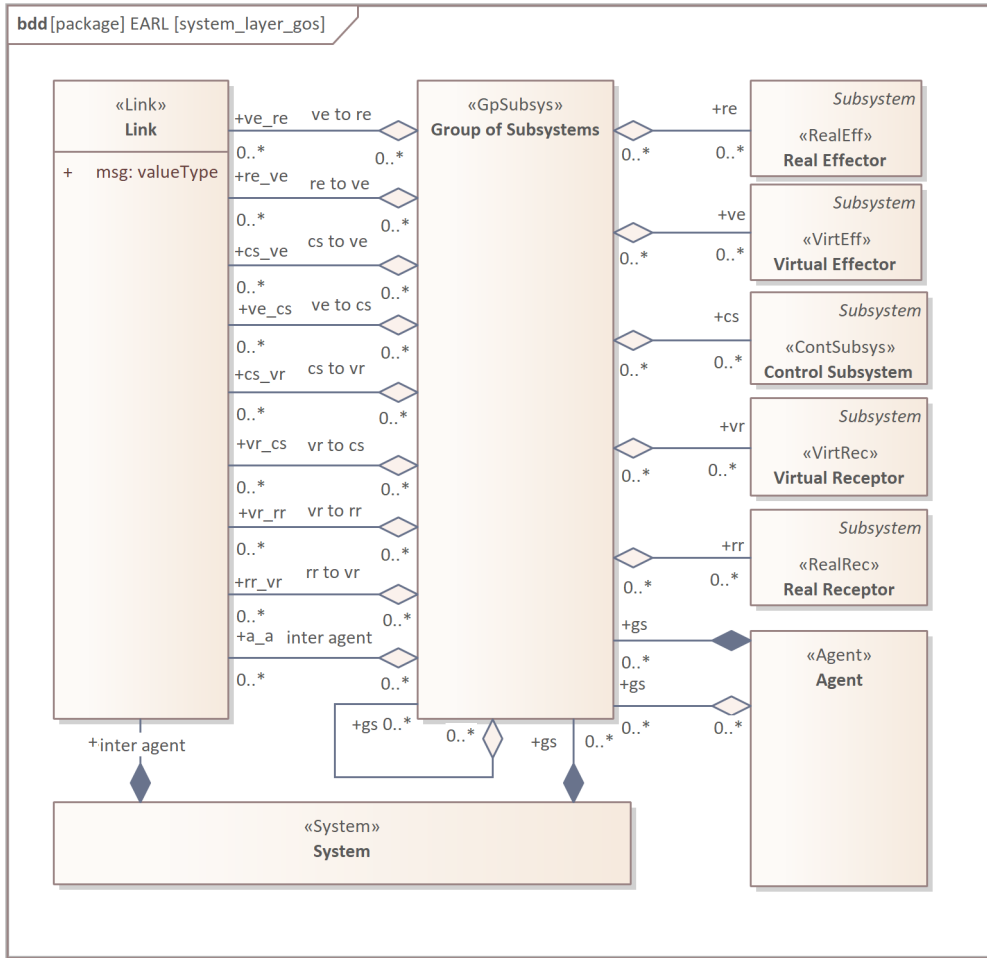 bdd [package] EARL [system_layer_gos]
«Link»
Link
+ msg: valueType
«GpSubsys»
Group of Subsystems
+ve_re ve to re
0..* 0..*
+re_ve re to ve
0..* 0..*
+cs_ve cs to ve
0..* 0..*
+ve_cs ve to cs
0..* 0..*
+cs_vr cs to vr
0..* 0..*
+vr_cs vr to cs
0..* 0..*
+vr_rr vr to rr
0..* 0..*
+rr_vr rr to vr
0..* 0..*
+a_a inter agent
0..* 0..*
+re
0..* 0..*
Subsystem
«RealEff»
Real Effector
+ve
0..* 0..*
Subsystem
«VirtEff»
Virtual Effector
+cs
0..* 0..*
Subsystem
«ContSubsys»
Control Subsystem
+vr
0..* 0..*
Subsystem
«VirtRec»
Virtual Receptor
+rr
0..* 0..*
Subsystem
«RealRec»
Real Receptor
+gs
0..*
+gs
0..* 0..*
«Agent»
Agent
+gs 0..*
0..*
+gs 0..*
+inter agent
«System»
System